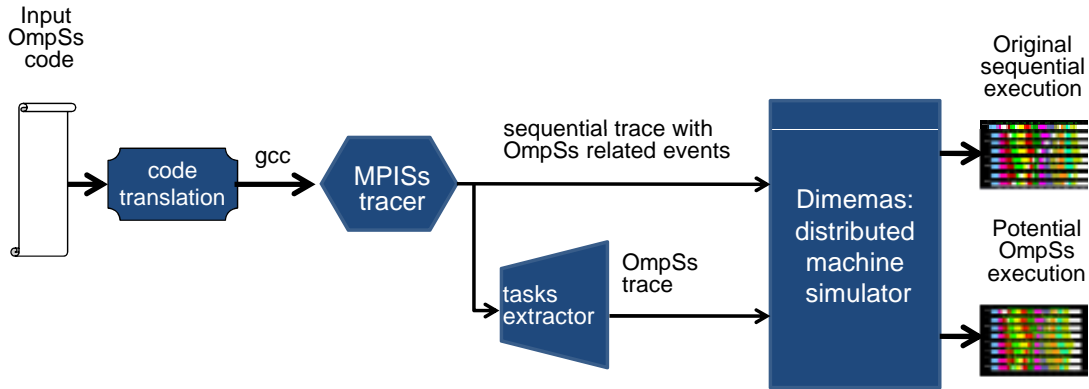 Input
OmpSs
code
code
translation
gcc
MPISs
tracer
sequential trace with
OmpSs related events
tasks
extractor
OmpSs
trace
Dimemas:
distributed
machine
simulator
Original
sequential
execution
Potential
OmpSs
execution